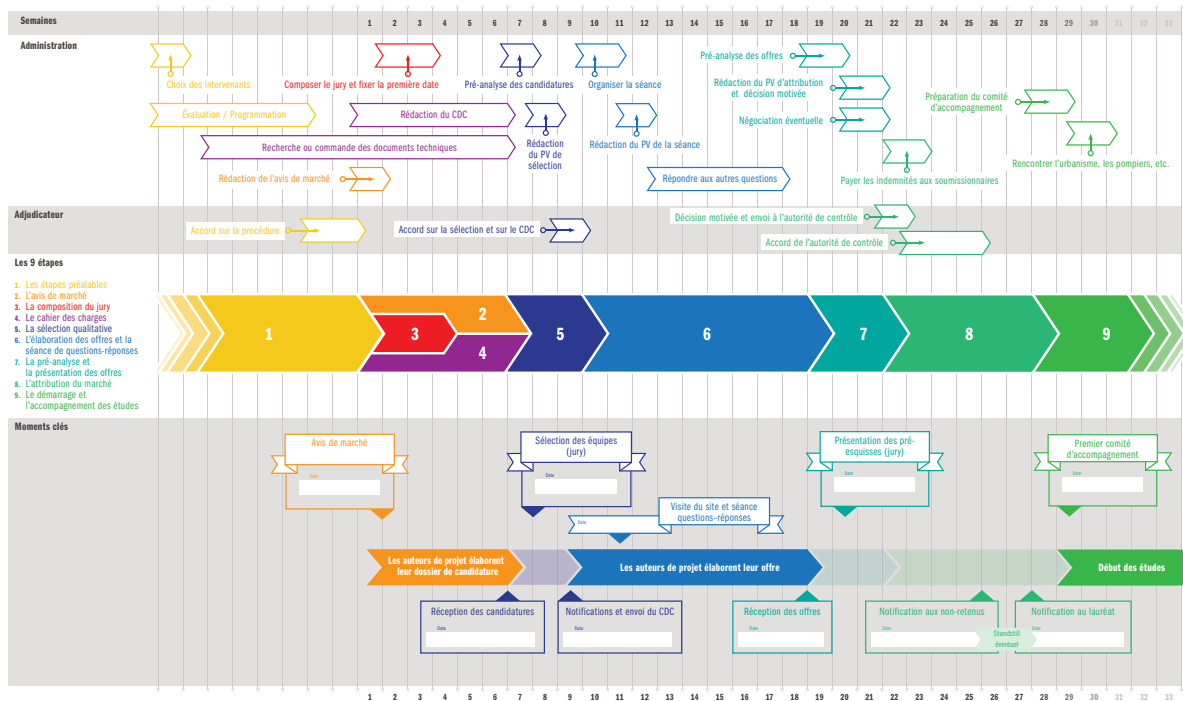 Semaines 1 2 3 4 5 6 7 8 9 10 11 12 13 14 15 16 17 18 19 20 21 22 23 24 25 26 27 28 29 30 31 32 33
Administration
Choix des intervenants
Composer le jury et fixer la première date
Pré-analyse des candidatures
Organiser la séance
Pré-analyse des offres
Rédaction du PV d'attribution
et décision motivée
Négociation éventuelle
Préparation du comité
d'accompagnement
Évaluation / Programmation
Rédaction du CDC
Recherche ou commande des documents techniques
Rédaction
du PV de
sélection
Rédaction du PV de la séance
Rencontrer l'urbanisme, les pompiers, etc.
Rédaction de l'avis de marché
Répondre aux autres questions
Payer les indemnités aux soumissionnaires
Adjudicateur
Accord sur la procédure
Accord sur la sélection et sur le CDC
Décision motivée et envoi à l'autorité de contrôle
Accord de l'autorité de contrôle
Les 9 étapes
1. Les étapes préalables
2. L'avis de marché
3. La composition du jury
4. Le cahier des charges
5. La sélection qualitative
6. L'élaboration des offres et la
séance de questions-réponses
7. La pré-analyse et
la présentation des offres
8. L'attribution du marché
9. Le démarrage et
l'accompagnement des études
1
2
3
4
5
6
7
8
9
Moments clés
Avis de marché
Date
Sélection des équipes
(jury)
Date
Présentation des pré-
esquisses (jury)
Date
Premier comité
d'accompagnement
Date
Visite du site et séance
questions-réponses
Date
Les auteurs de projet élaborent
leur dossier de candidature
Les auteurs de projet élaborent leur offre
Début des études
Réception des candidatures
Date
Notifications et envoi du CDC
Date
Réception des offres
Date
Notification aux non-retenus
Date
Standstill
éventuel
Notification au lauréat
Date
1 2 3 4 5 6 7 8 9 10 11 12 13 14 15 16 17 18 19 20 21 22 23 24 25 26 27 28 29 30 31 32 33